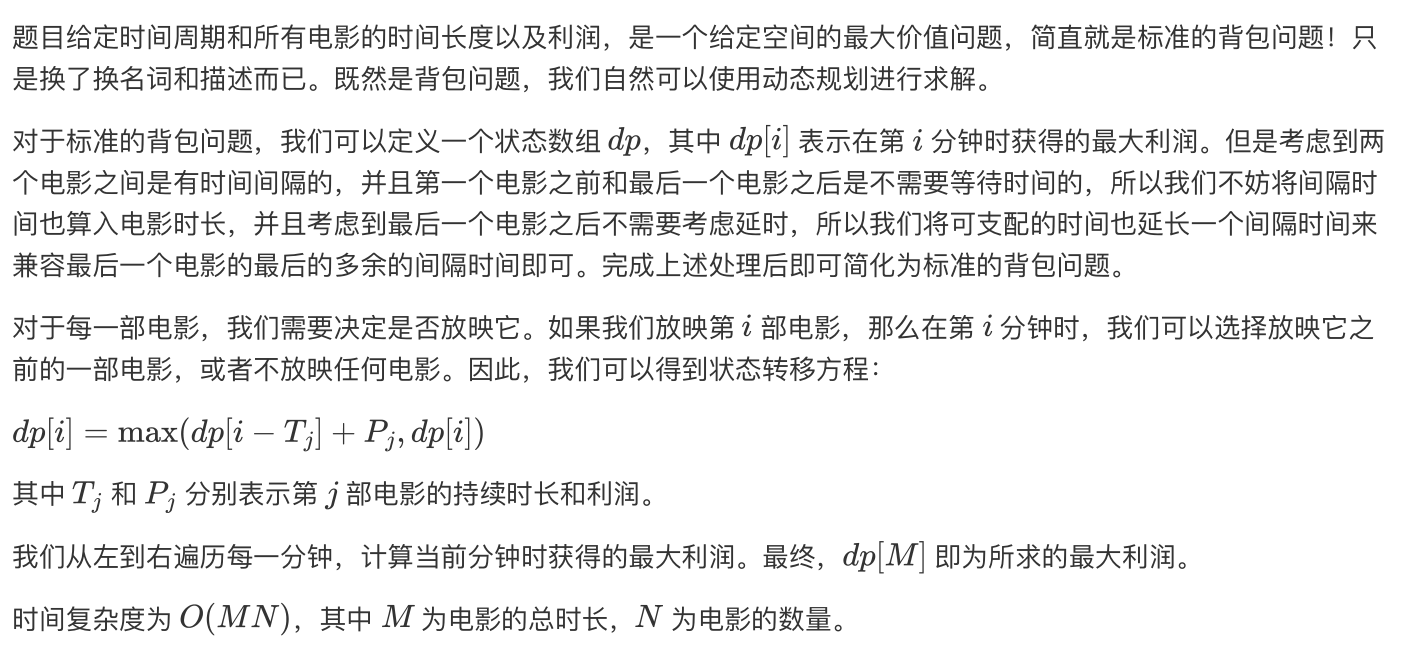 题目给定时间周期和所有电影的时间长度以及利润，是一个给定空间的最大价值问题，简直就是标准的背包问题！只
是换了换名词和描述而已。既然是背包问题，我们自然可以使用动态规划进行求解。
对于标准的背包问题，我们可以定义一个状态数组 dp，其中 dp[i] 表示在第 i 分钟时获得的最大利润。但是考虑到两
个电影之间是有时间间隔的，并且第一个电影之前和最后一个电影之后是不需要等待时间的，所以我们不妨将间隔时
间也算入电影时长，并且考虑到最后一个电影之后不需要考虑延时，所以我们将可支配的时间也延长一个间隔时间来
兼容最后一个电影的最后的多余的间隔时间即可。完成上述处理后即可简化为标准的背包问题。
对于每一部电影，我们需要决定是否放映它。如果我们放映第 i 部电影，那么在第 i 分钟时，我们可以选择放映它之
前的一部电影，或者不放映任何电影。因此，我们可以得到状态转移方程：
dp[i] = max(dp[i − T_j] + P_j, dp[i])
其中 T_j 和 P_j 分别表示第 j 部电影的持续时长和利润。
我们从左到右遍历每一分钟，计算当前分钟时获得的最大利润。最终，dp[M] 即为所求的最大利润。
时间复杂度为 O(MN)，其中 M 为电影的总时长，N 为电影的数量。